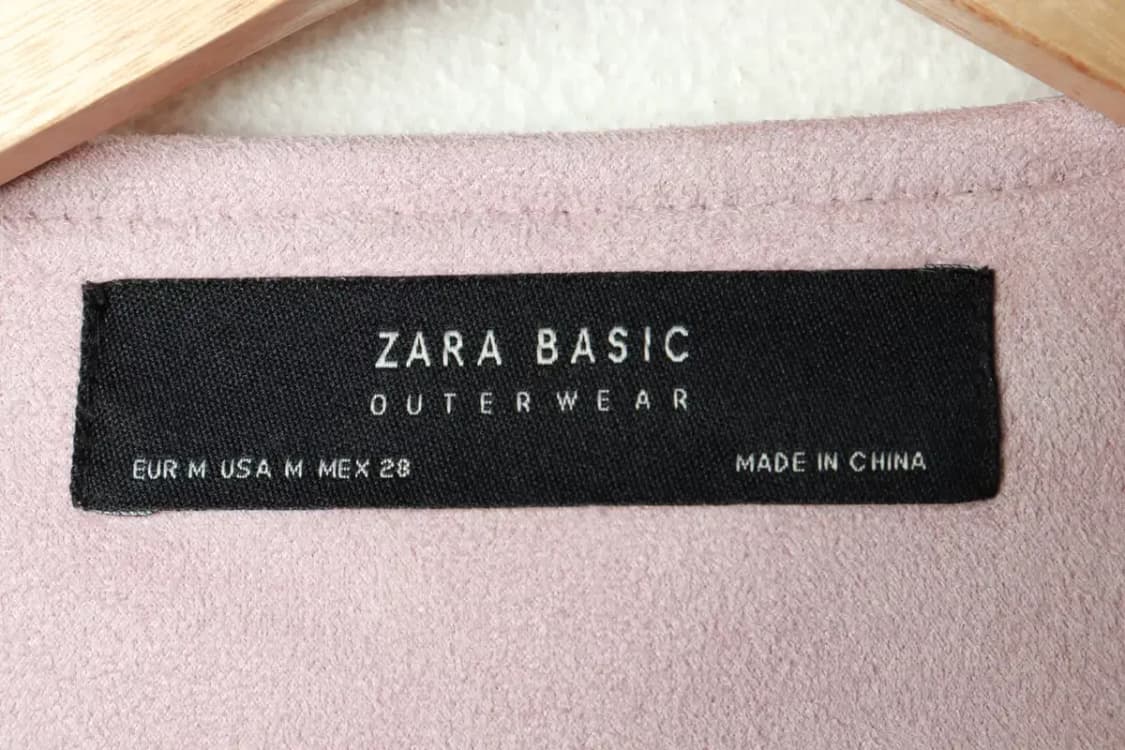 ZARA BASIC
OUTERWEAR
EUR M USA M MEX 28
MADE IN CHINA